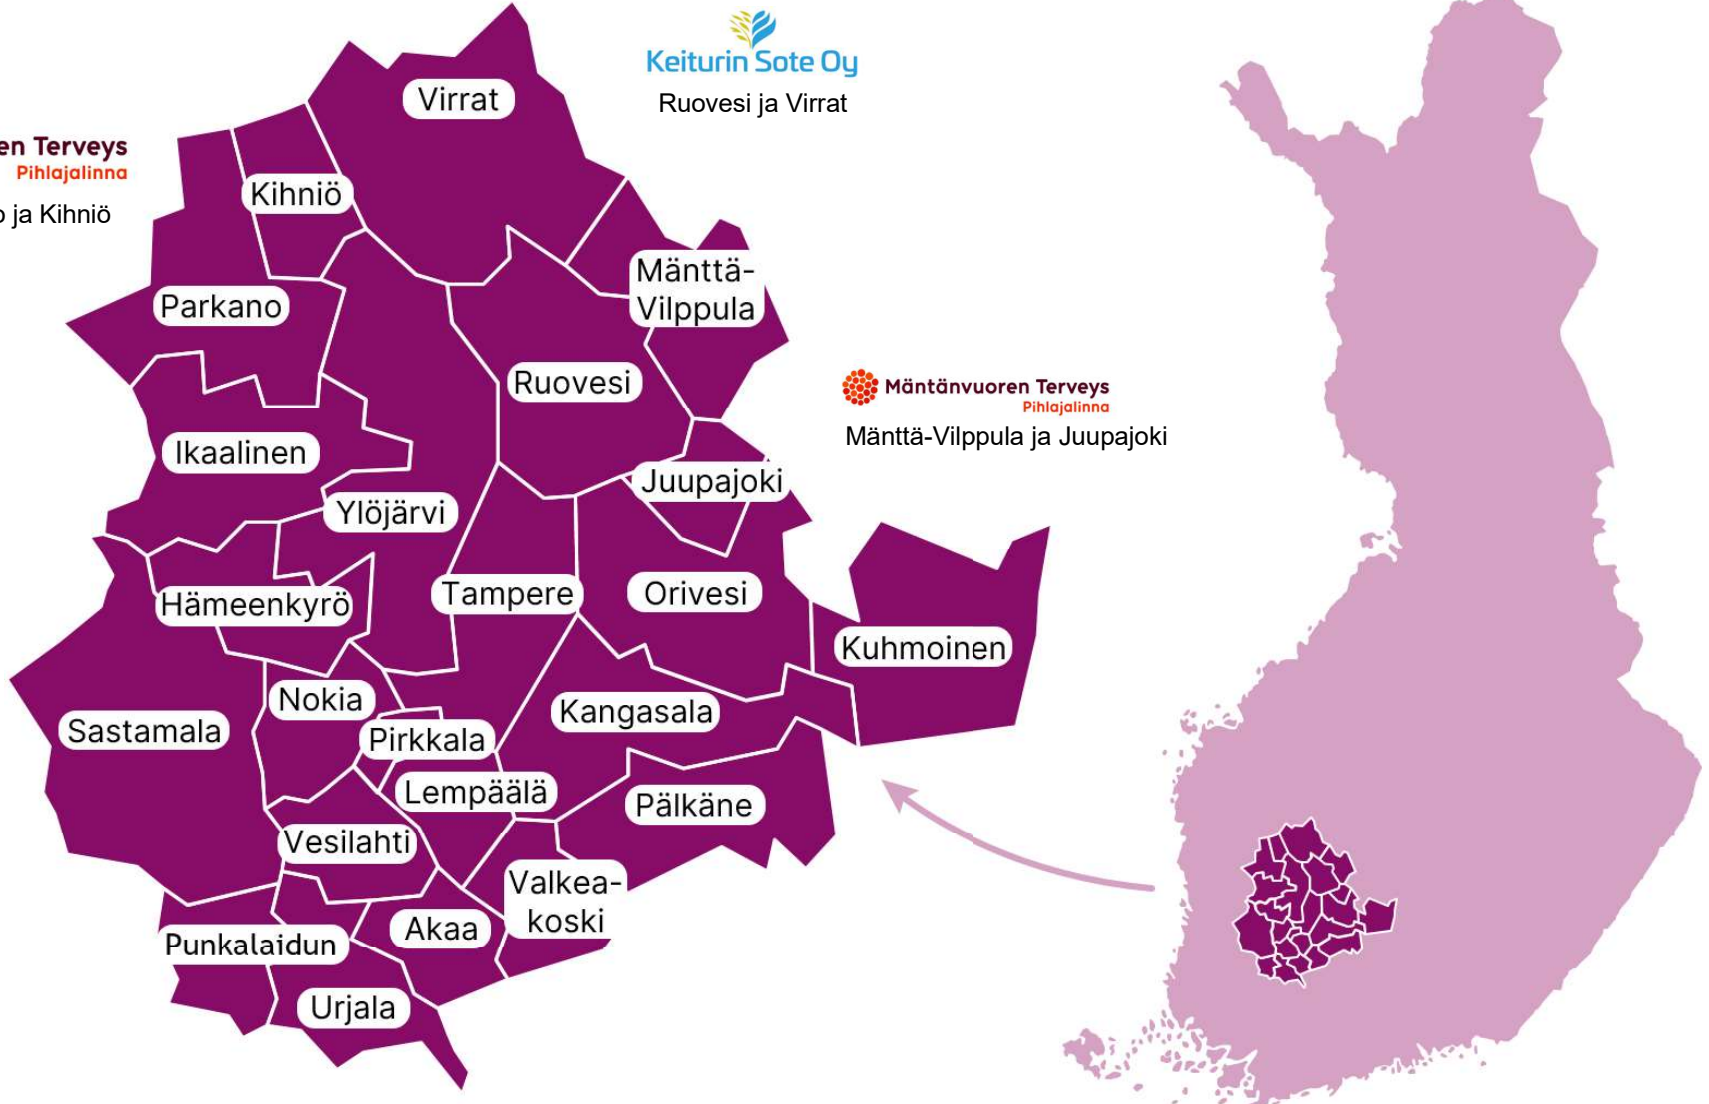 Keiturin Sote Oy
Ruovesi ja Virrat
Terveys
Pihlajalinna
ja Kihniö
Virrat
Kihniö
Mänttä-
Vilppula
Parkano
Ruovesi
Mäntänvuoren Terveys
Pihlajalinna
Mänttä-Vilppula ja Juupajoki
Ikaalinen
Juupajoki
Ylöjärvi
Hämeenkyrö
Tampere
Orivesi
Kuhmoinen
Nokia
Kangasala
Sastamala
Pirkkala
Lempäälä
Pälkäne
Vesilahti
Valkea-
koski
Akaa
Punkalaidun
Urjala